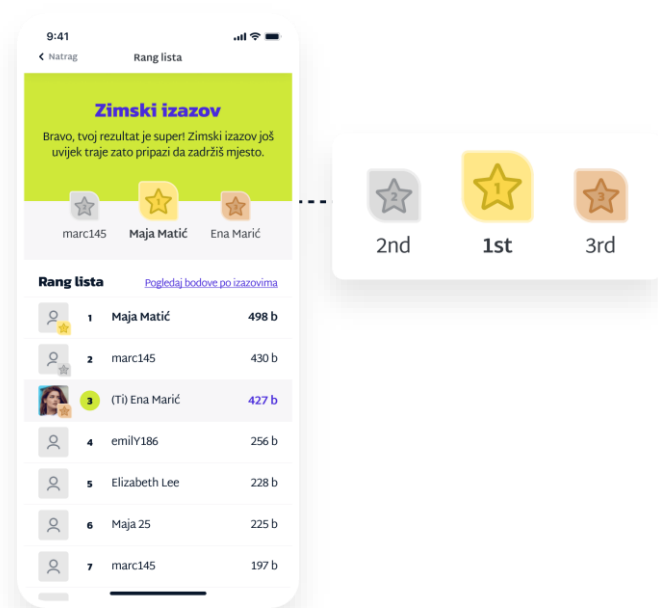 9:41
Natrag
Rang lista
Zimski izazov
Bravo, tvoj rezultat je super! Zimski izazov još
uvijek traje zato pripazi da zadržiš mjesto.
2 1 3
marc145 Maja Matić Ena Marić
Rang lista Pogledaj bodove po izazovima
1 Maja Matić 498 b
2 marc145 430 b
3 (Ti) Ena Marić 427 b
4 emilY186 256 b
5 Elizabeth Lee 228 b
6 Maja 25 225 b
7 marc145 197 b
2 1 3
2nd 1st 3rd